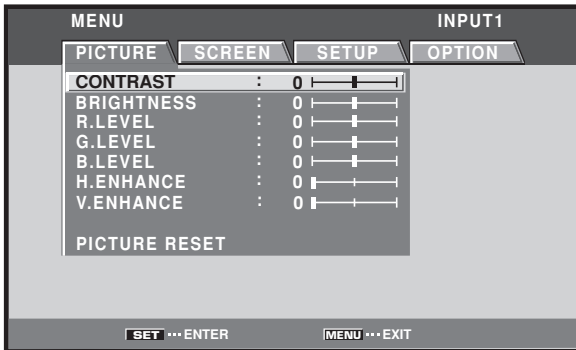 MENU INPUT1
PICTURE SCREEN SETUP OPTION
CONTRAST : 0
BRIGHTNESS : 0
R.LEVEL : 0
G.LEVEL : 0
B.LEVEL : 0
H.ENHANCE : 0
V.ENHANCE : 0
PICTURE RESET
SET ··· ENTER MENU ··· EXIT